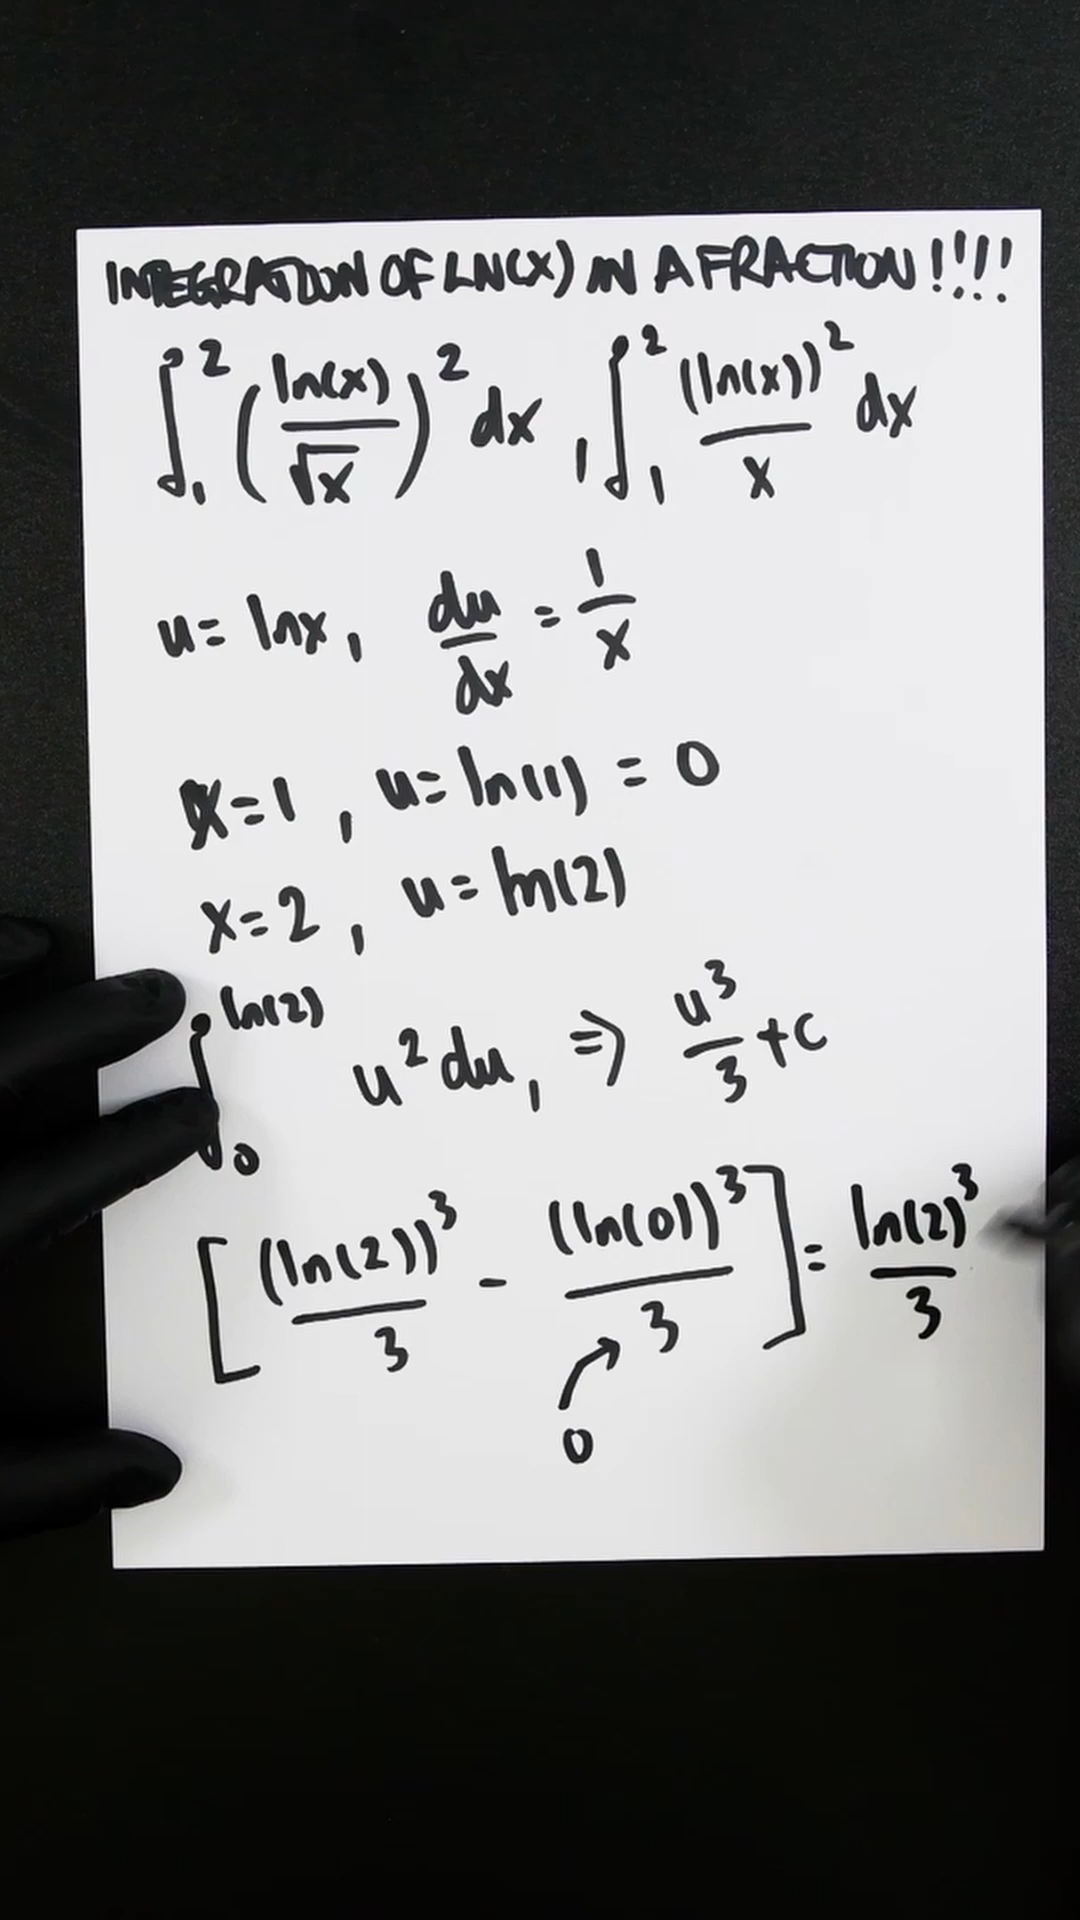 INTEGRATION OF LN(X) IN A FRACTION!!!!
∫₁² (ln(x)/√x)² dx, ∫₁² (ln(x))²/x dx
u = lnx, du/dx = 1/x
x=1, u= ln(1) = 0
x=2, u= ln(2)
∫₀^ln(2) u² du, ⇒ u³/3 + c
[(ln(2))³/3 - (ln(0))³/3] = ln(2)³/3
0